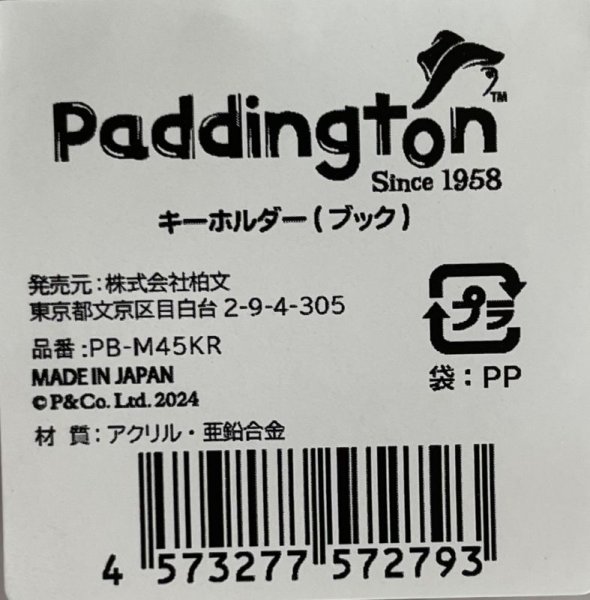 Paddington™
Since 1958
キーホルダー(ブック)
発売元:株式会社柏文
東京都文京区目白台2-9-4-305
品番:PB-M45KR
MADE IN JAPAN
©P&Co. Ltd. 2024
材 質:アクリル・亜鉛合金
プラ
袋:PP
4 573277 572793